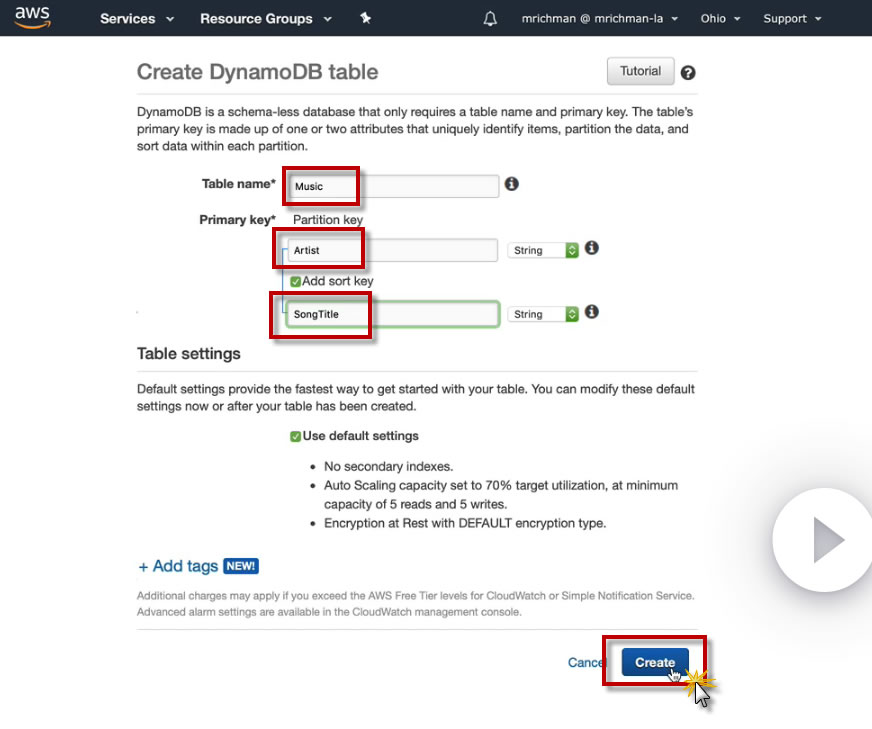 aws Services Resource Groups mrichman @ mrichman-la Ohio Support
Create DynamoDB table Tutorial ?
DynamoDB is a schema-less database that only requires a table name and primary key. The table's
primary key is made up of one or two attributes that uniquely identify items, partition the data, and
sort data within each partition.
Table name* Music
Primary key* Partition key
Artist String
Add sort key
SongTitle String
Table settings
Default settings provide the fastest way to get started with your table. You can modify these default
settings now or after your table has been created.
Use default settings
• No secondary indexes.
• Auto Scaling capacity set to 70% target utilization, at minimum
capacity of 5 reads and 5 writes.
• Encryption at Rest with DEFAULT encryption type.
+ Add tags NEW!
Additional charges may apply if you exceed the AWS Free Tier levels for CloudWatch or Simple Notification Service.
Advanced alarm settings are available in the CloudWatch management console.
Cancel Create